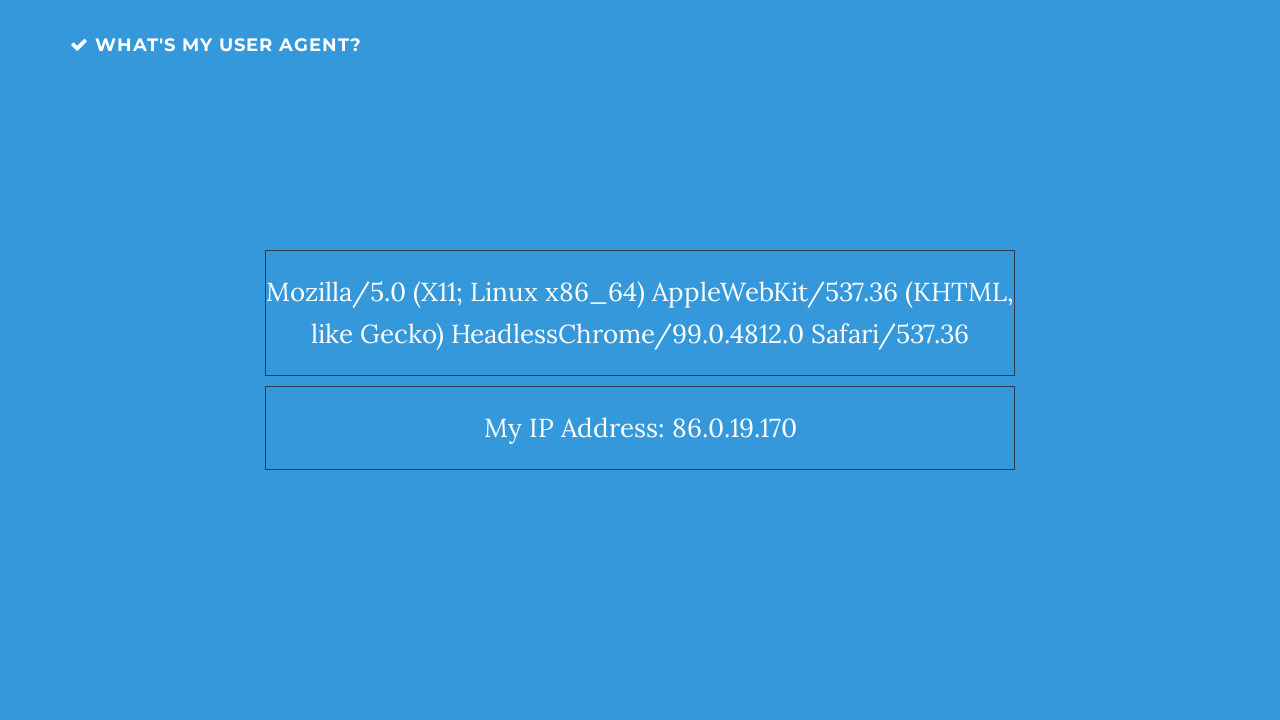 WHAT'S MY USER AGENT?
Mozilla/5.0 (X11; Linux x86_64) AppleWebKit/537.36 (KHTML,
like Gecko) HeadlessChrome/99.0.4812.0 Safari/537.36
My IP Address: 86.0.19.170